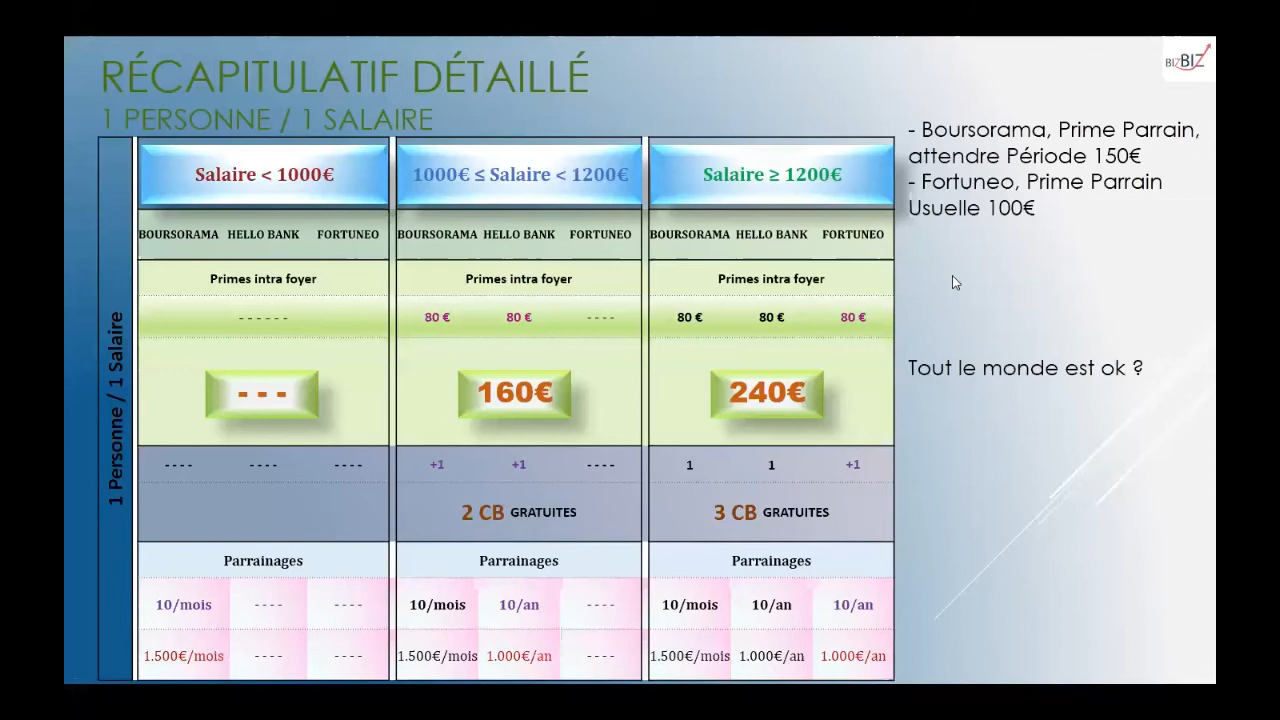 RÉCAPITULATIF DÉTAILLÉ
1 PERSONNE / 1 SALAIRE
BIZBIZ
- Boursorama, Prime Parrain,
attendre Période 150€
- Fortuneo, Prime Parrain
Usuelle 100€
Tout le monde est ok ?
1 Personne / 1 Salaire
Salaire < 1000€ 1000€ ≤ Salaire < 1200€ Salaire ≥ 1200€
BOURSORAMA HELLO BANK FORTUNEO BOURSORAMA HELLO BANK FORTUNEO BOURSORAMA HELLO BANK FORTUNEO
Primes intra foyer Primes intra foyer Primes intra foyer
- - - - - - 80 € 80 € - - - - 80 € 80 € 80 €
- - - 160€ 240€
- - - - - - - - - - - - +1 +1 - - - - 1 1 +1
2 CB GRATUITES 3 CB GRATUITES
Parrainages Parrainages Parrainages
10/mois - - - - - - - - 10/mois 10/an - - - - 10/mois 10/an 10/an
1.500€/mois - - - - - - - - 1.500€/mois 1.000€/an - - - - 1.500€/mois 1.000€/an 1.000€/an